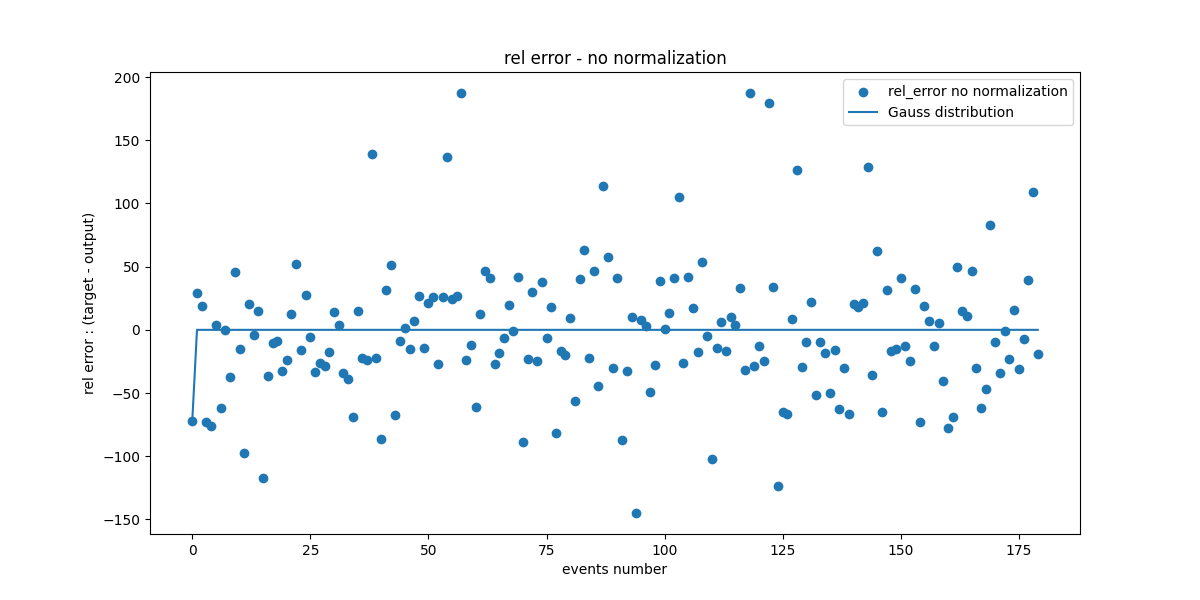 rel error - no normalization
rel_error no normalization
Gauss distribution
rel error : (target - output)
200
150
100
50
0
−50
−100
−150
0 25 50 75 100 125 150 175
events number